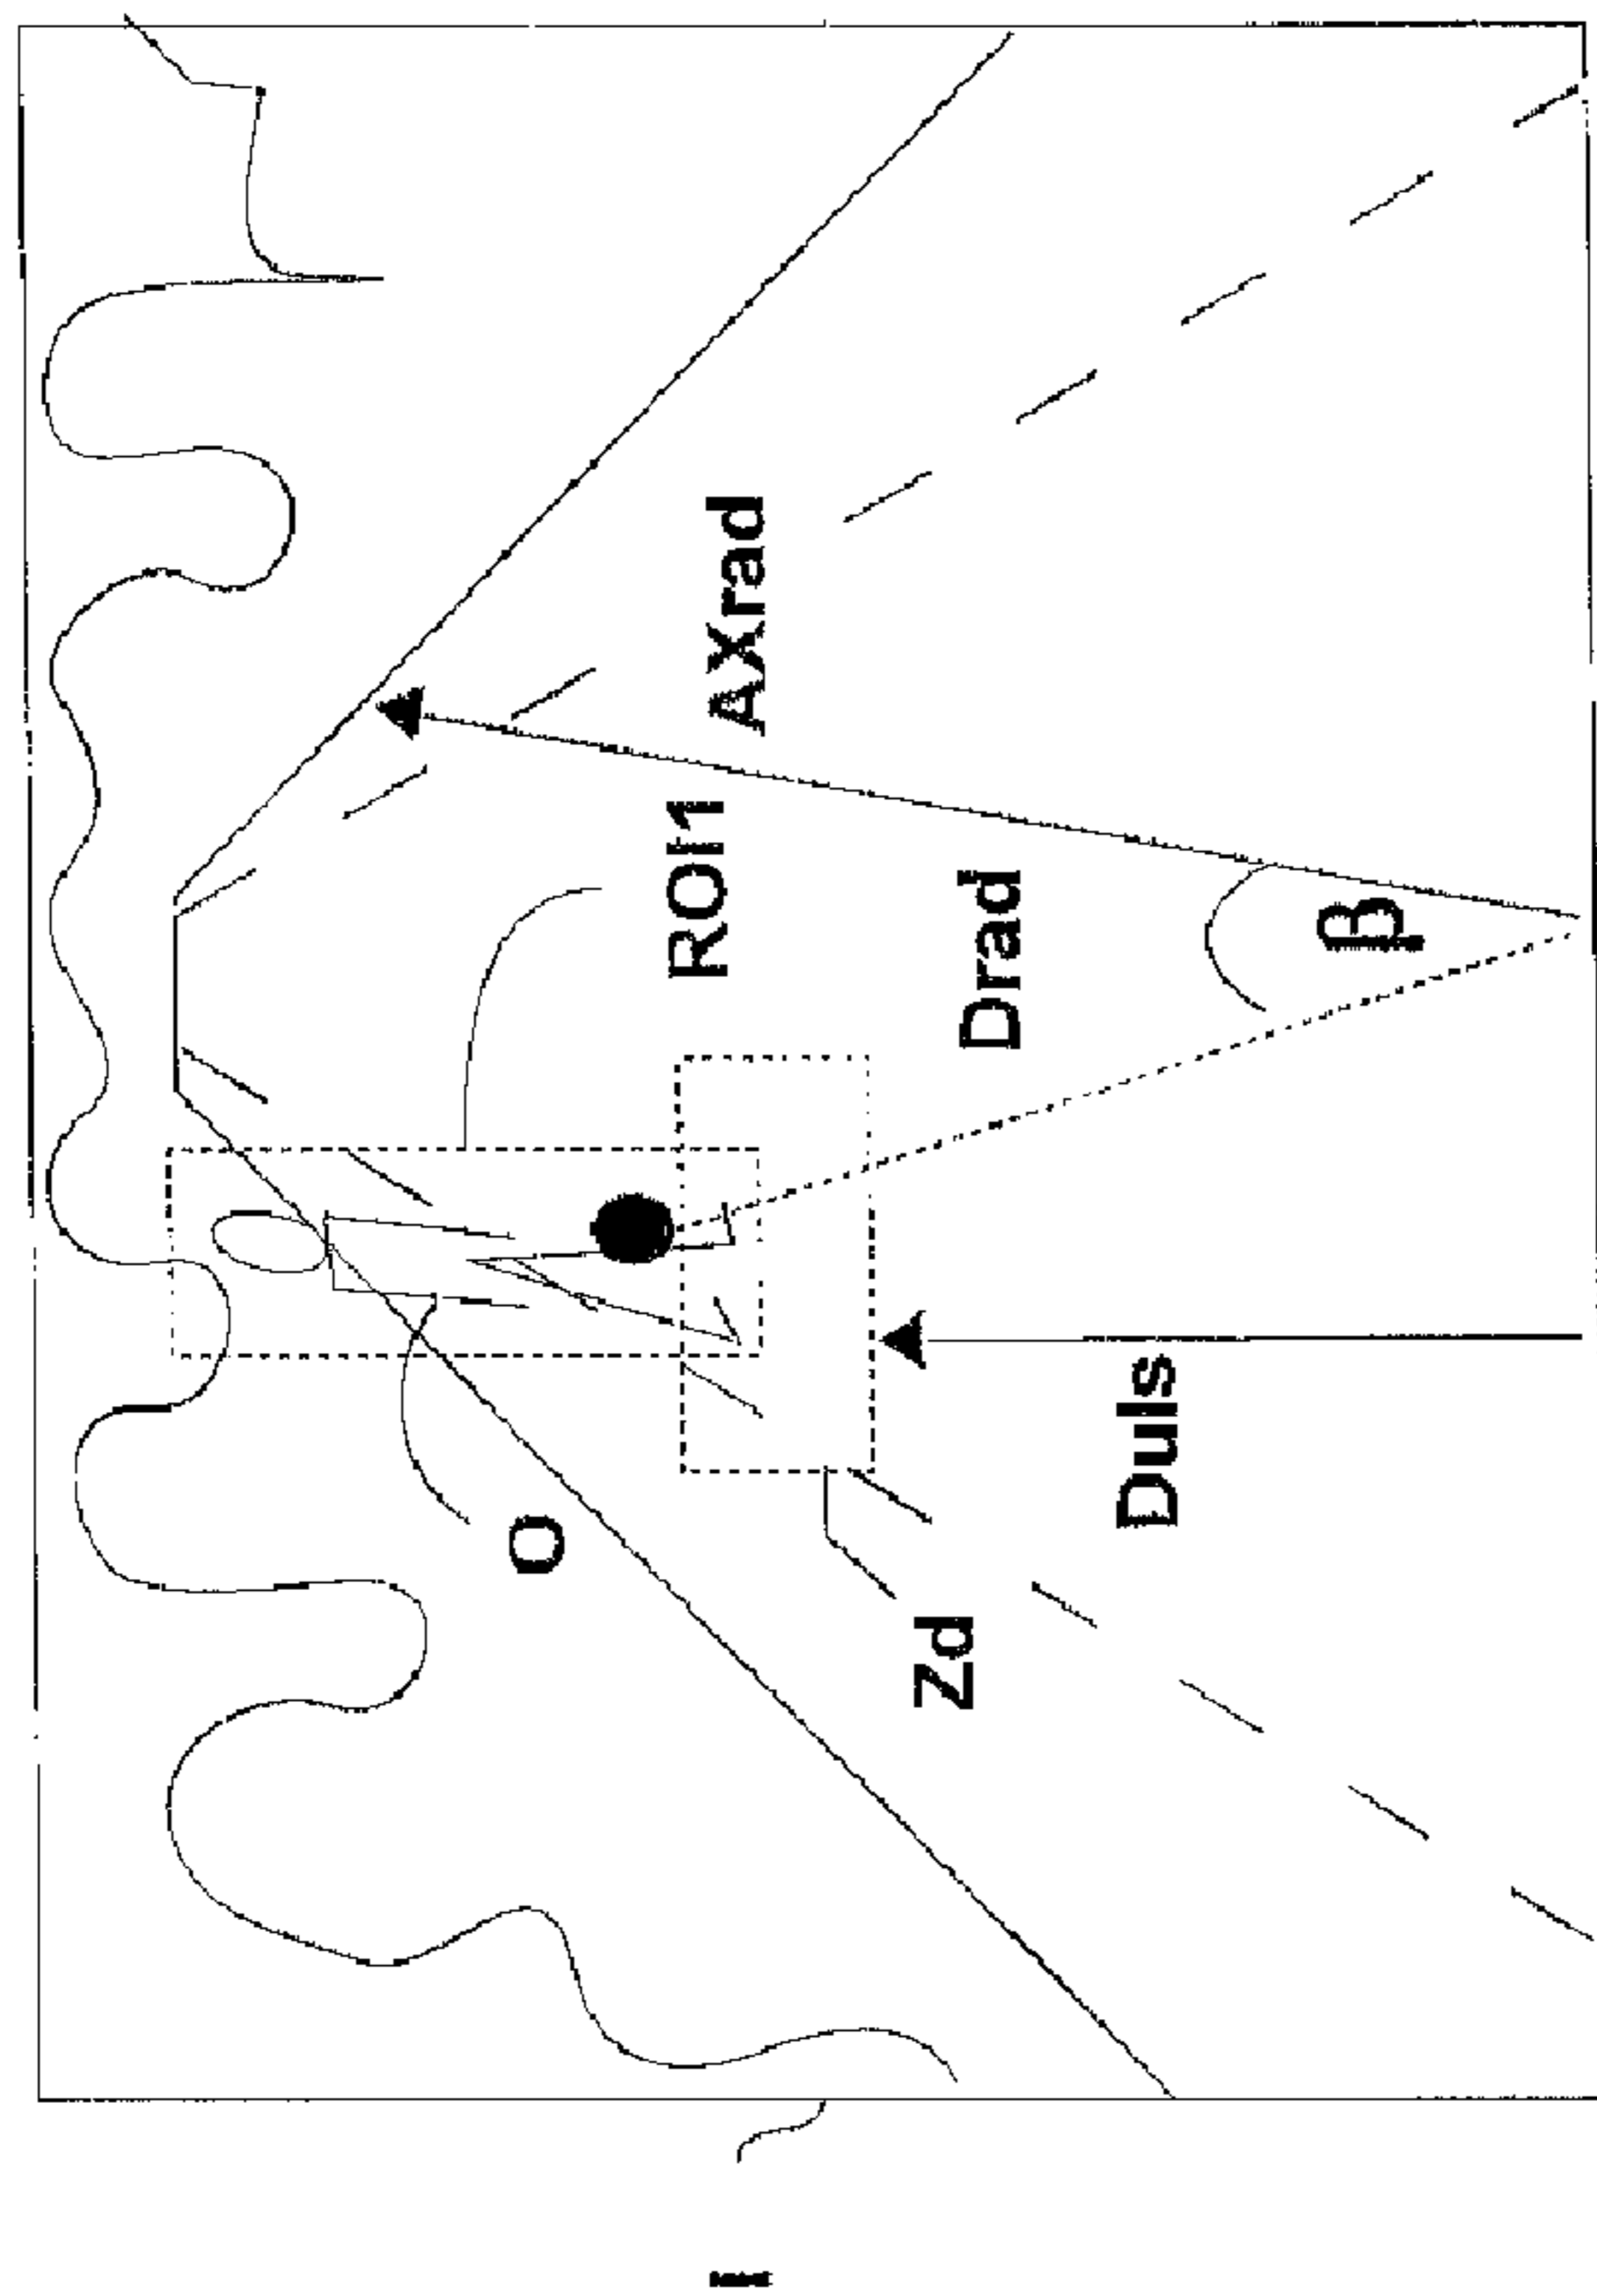 O
ROI1
AXrad
I
Zd
Drad
Duls
β